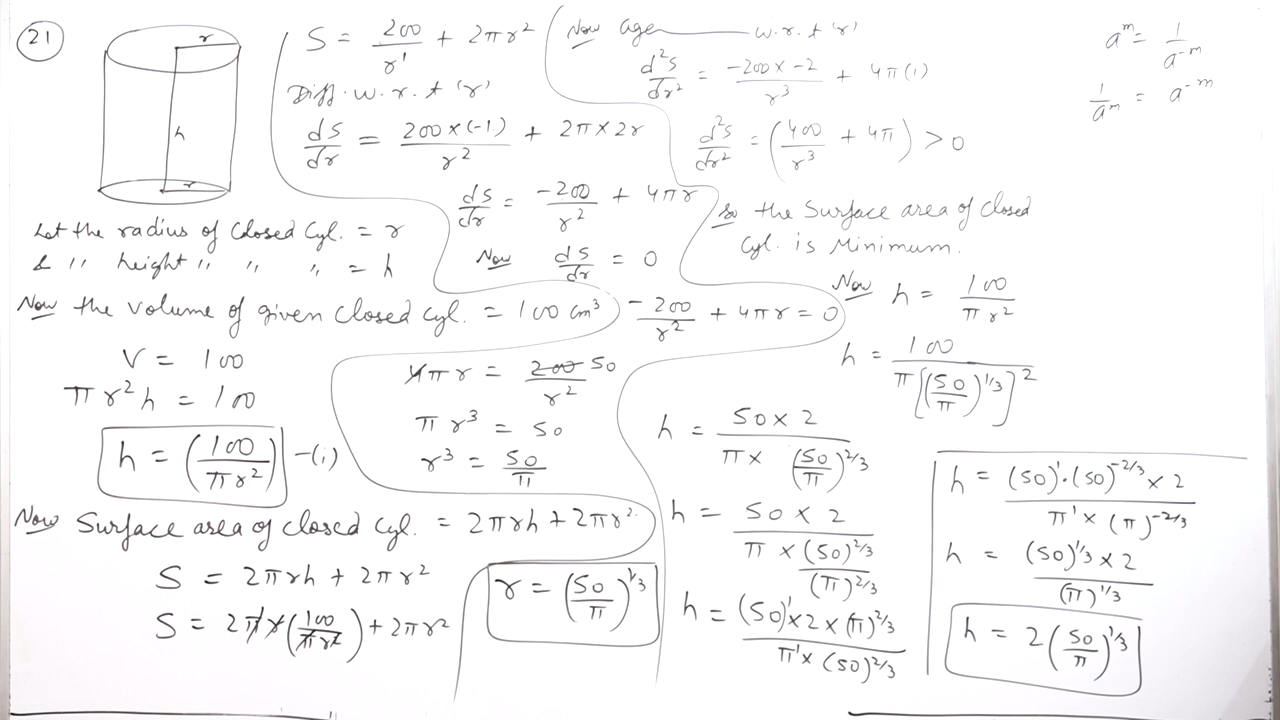 21
r
h
r
Let the radius of closed Cyl. = r
& " height " " " = h
Now the volume of given closed cyl. = 100 cm³
V = 100
πr²h = 100
h = (100/πr²) -(1)
Now Surface area of closed cyl. = 2πrh + 2πr².
S = 2πrh + 2πr²
S = 2πr(100/πr²) + 2πr²
S = 200/r¹ + 2πr²
Diff. w.r.t 'r'
dS/dr = 200×(-1)/r² + 2π×2r
dS/dr = -200/r² + 4πr
Now dS/dr = 0
-200/r² + 4πr = 0
4πr = 200 50/r²
πr³ = 50
r³ = 50/π
r = (50/π)^1/3
Now age w.r.t 'r'
d²S/dr² = -200×-2/r³ + 4π(1)
d²S/dr² = (400/r³ + 4π) > 0
So the Surface area of closed
Cyl. is Minimum.
Now h = 100/πr²
h = 100/π[(50/π)^1/3]²
h = 50×2/π×(50/π)^2/3
h = 50×2/π×(50)^2/3/(π)^2/3
h = (50)¹×2×(π)^2/3/π¹×(50)^2/3
h = (50)¹·(50)^-2/3×2/π¹×(π)^-2/3
h = (50)^1/3×2/(π)^1/3
h = 2(50/π)^1/3
a^m = 1/a^-m
1/a^m = a^-m